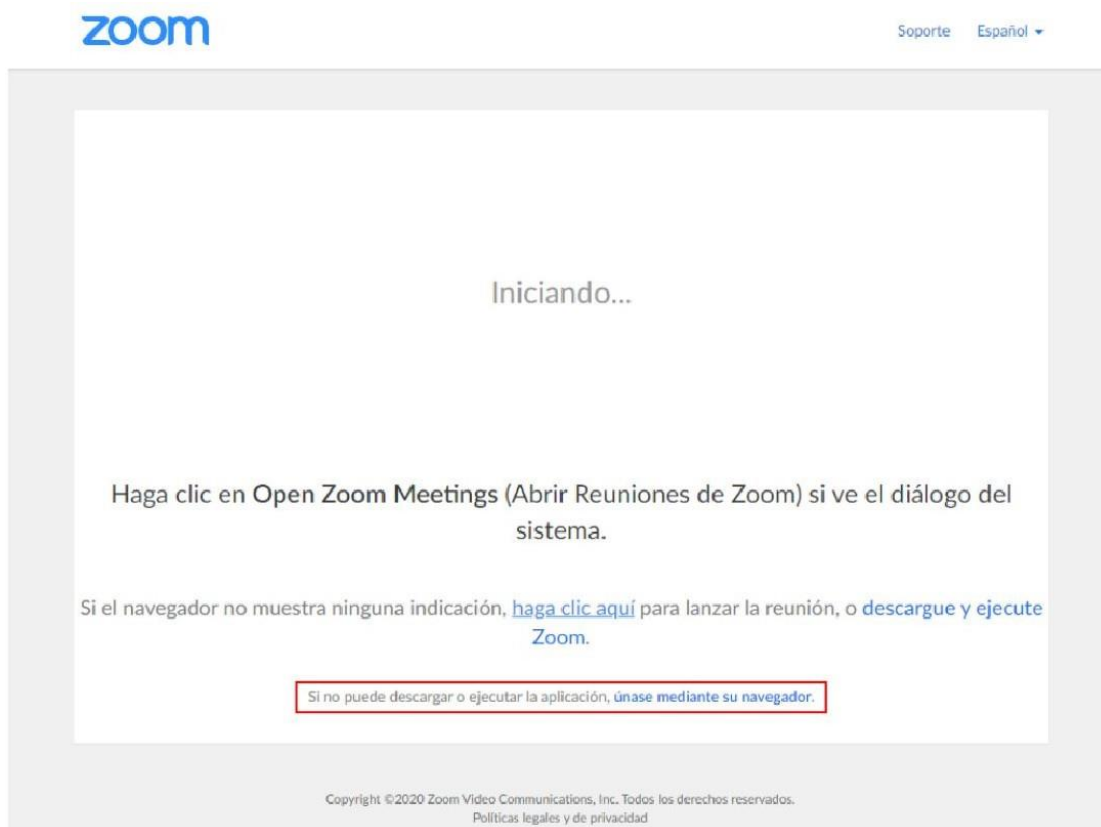 zoom
Soporte Español
Iniciando...
Haga clic en Open Zoom Meetings (Abrir Reuniones de Zoom) si ve el diálogo del
sistema.
Si el navegador no muestra ninguna indicación, haga clic aquí para lanzar la reunión, o descargue y ejecute
Zoom.
Si no puede descargar o ejecutar la aplicación, únase mediante su navegador.
Copyright ©2020 Zoom Video Communications, Inc. Todos los derechos reservados.
Políticas legales y de privacidad